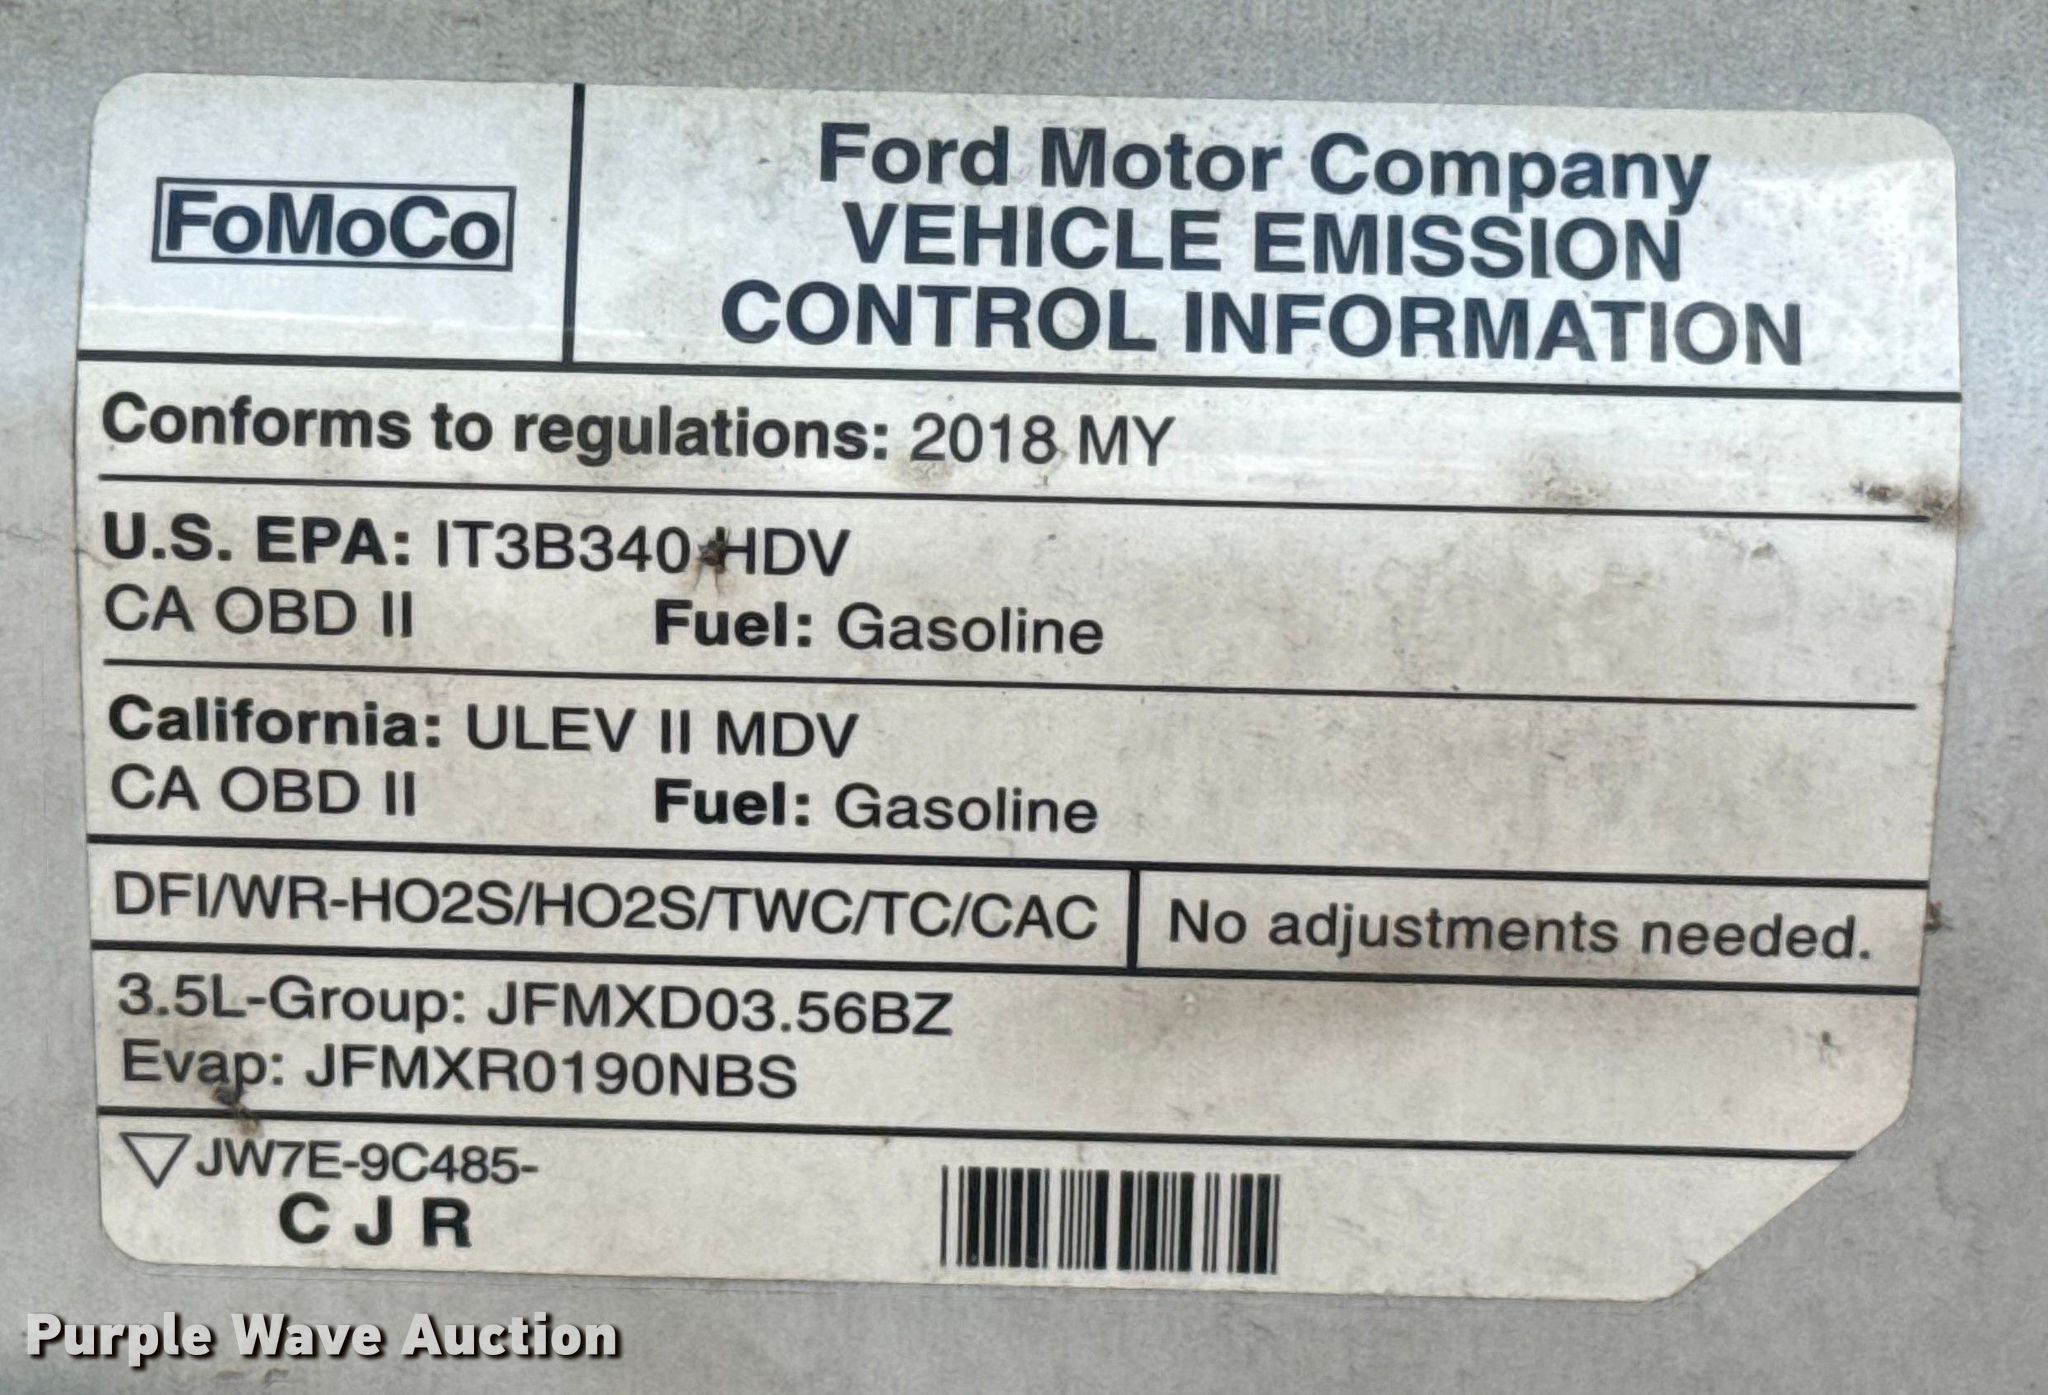 FoMoCo
Ford Motor Company
VEHICLE EMISSION
CONTROL INFORMATION
Conforms to regulations: 2018 MY
U.S. EPA: IT3B340 HDV
CA OBD II Fuel: Gasoline
California: ULEV II MDV
CA OBD II Fuel: Gasoline
DFI/WR-HO2S/HO2S/TWC/TC/CAC
No adjustments needed.
3.5L-Group: JFMXD03.56BZ
Evap: JFMXR0190NBS
JW7E-9C485-
C J R
Purple Wave Auction